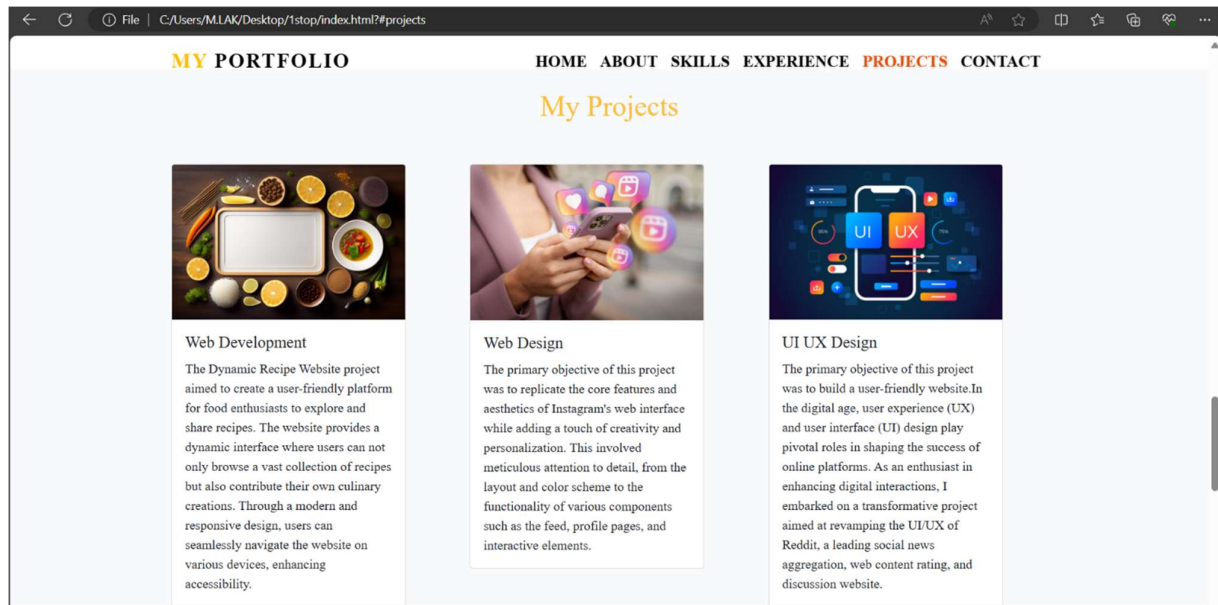 File C:/Users/M.LAK/Desktop/1stop/index.html?#projects
MY PORTFOLIO
HOME ABOUT SKILLS EXPERIENCE PROJECTS CONTACT
My Projects
UI UX
Web Development
The Dynamic Recipe Website project
aimed to create a user-friendly platform
for food enthusiasts to explore and
share recipes. The website provides a
dynamic interface where users can not
only browse a vast collection of recipes
but also contribute their own culinary
creations. Through a modern and
responsive design, users can
seamlessly navigate the website on
various devices, enhancing
accessibility.
Web Design
The primary objective of this project
was to replicate the core features and
aesthetics of Instagram's web interface
while adding a touch of creativity and
personalization. This involved
meticulous attention to detail, from the
layout and color scheme to the
functionality of various components
such as the feed, profile pages, and
interactive elements.
UI UX Design
The primary objective of this project
was to build a user-friendly website.In
the digital age, user experience (UX)
and user interface (UI) design play
pivotal roles in shaping the success of
online platforms. As an enthusiast in
enhancing digital interactions, I
embarked on a transformative project
aimed at revamping the UI/UX of
Reddit, a leading social news
aggregation, web content rating, and
discussion website.